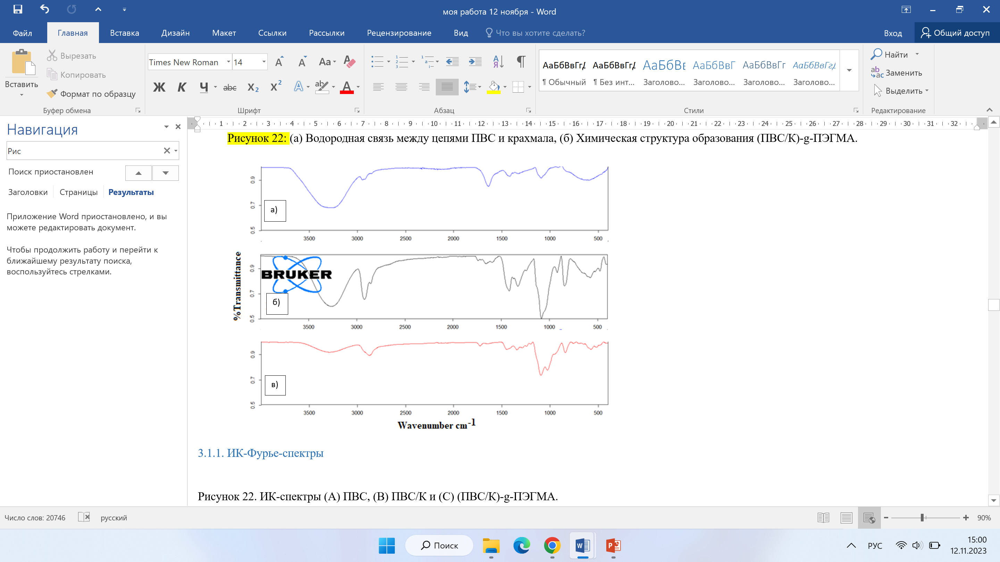 моя работа 12 ноября - Word
Файл Главная Вставка Дизайн Макет Ссылки Рассылки Рецензирование Вид Что вы хотите сделать? Вход Общий доступ
Вставить
Вырезать
Копировать
Формат по образцу
Буфер обмена
Times New Roman 14
Ж К Ч abc X2 X2
Шрифт
Абзац
АаБбВвГгД АаБбВвГгД АаБбВв АаБбВвГ АаБбВвГг АаБбВвГгД
¶ Обычный ¶ Без инт... Заголово... Заголово... Заголово... Заголово...
Стили
Найти
Заменить
Выделить
Редактирование
Навигация
Рис
Поиск приостановлен
Заголовки Страницы Результаты
Приложение Word приостановлено, и вы
можете редактировать документ.
Чтобы продолжить работу и перейти к
ближайшему результату поиска,
воспользуйтесь стрелками.
1 2 3 4 5 6 7 8 9 10 11 12 13 14 15 16 17 18 19 20 21 22 23 24 25 26 27 28 29 30 31 32
Рисунок 22: (а) Водородная связь между цепями ПВС и крахмала, (б) Химическая структура образования (ПВС/К)-g-ПЭГМА.
0.9
0.7
0.5
а)
3500 3000 2500 2000 1500 1000 500
%Transmittance
BRUKER
0.9
0.7
0.5
б)
3500 3000 2500 2000 1500 1000 500
0.9
0.7
0.5
в)
3500 3000 2500 2000 1500 1000 500
Wavenumber cm-1
3.1.1. ИК-Фурье-спектры
Рисунок 22. ИК-спектры (А) ПВС, (В) ПВС/К и (С) (ПВС/К)-g-ПЭГМА.
Число слов: 20746 русский 90%
Поиск
РУС
15:00
12.11.2023